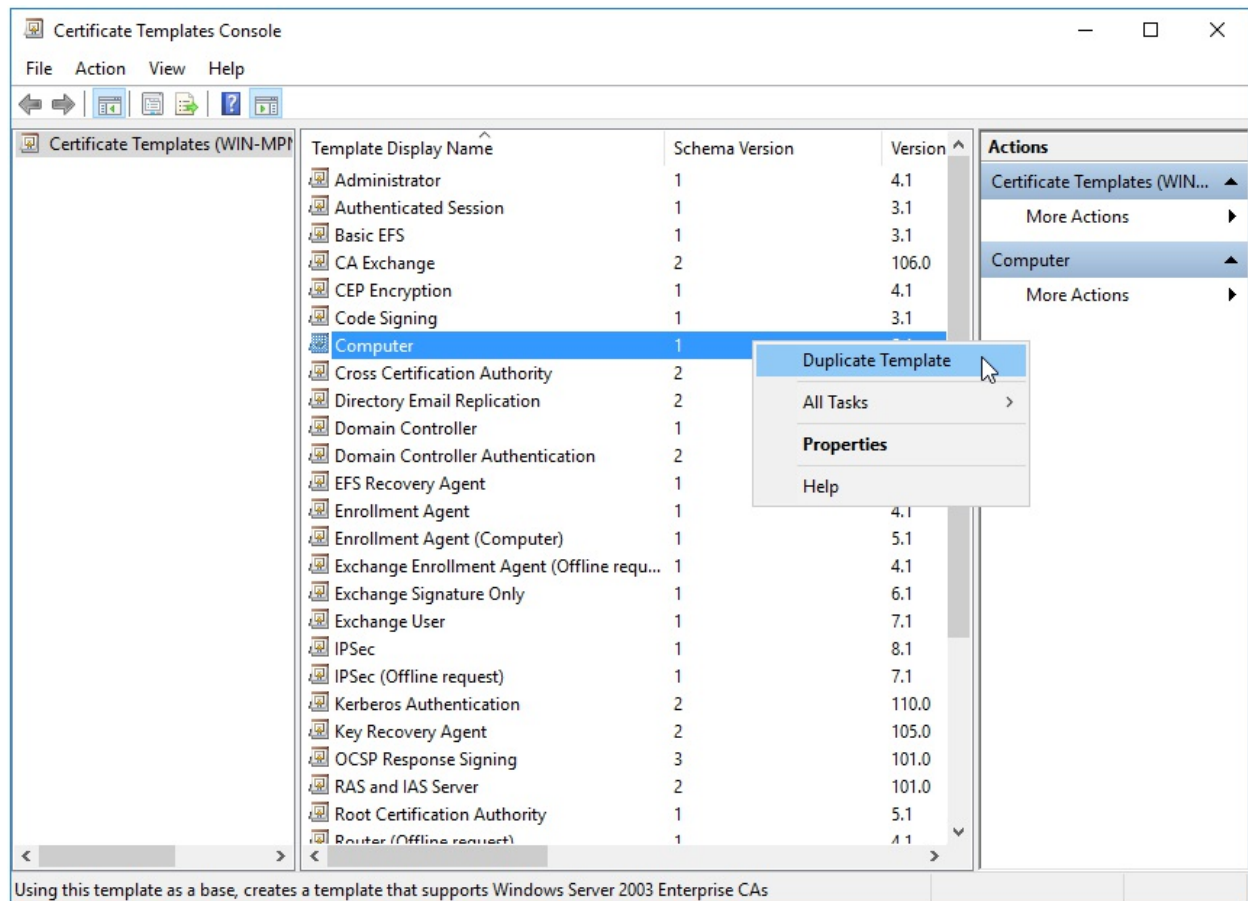 Certificate Templates Console
File Action View Help
Certificate Templates (WIN-MPN
Template Display Name Schema Version Version
Administrator 1 4.1
Authenticated Session 1 3.1
Basic EFS 1 3.1
CA Exchange 2 106.0
CEP Encryption 1 4.1
Code Signing 1 3.1
Computer 1
Cross Certification Authority 2
Directory Email Replication 2
Domain Controller 1
Domain Controller Authentication 2
EFS Recovery Agent 1
Enrollment Agent 1 4.1
Enrollment Agent (Computer) 1 5.1
Exchange Enrollment Agent (Offline requ... 1 4.1
Exchange Signature Only 1 6.1
Exchange User 1 7.1
IPSec 1 8.1
IPSec (Offline request) 1 7.1
Kerberos Authentication 2 110.0
Key Recovery Agent 2 105.0
OCSP Response Signing 3 101.0
RAS and IAS Server 2 101.0
Root Certification Authority 1 5.1
Router (Offline request) 1 4.1
Duplicate Template
All Tasks
Properties
Help
Actions
Certificate Templates (WIN...
More Actions
Computer
More Actions
Using this template as a base, creates a template that supports Windows Server 2003 Enterprise CAs